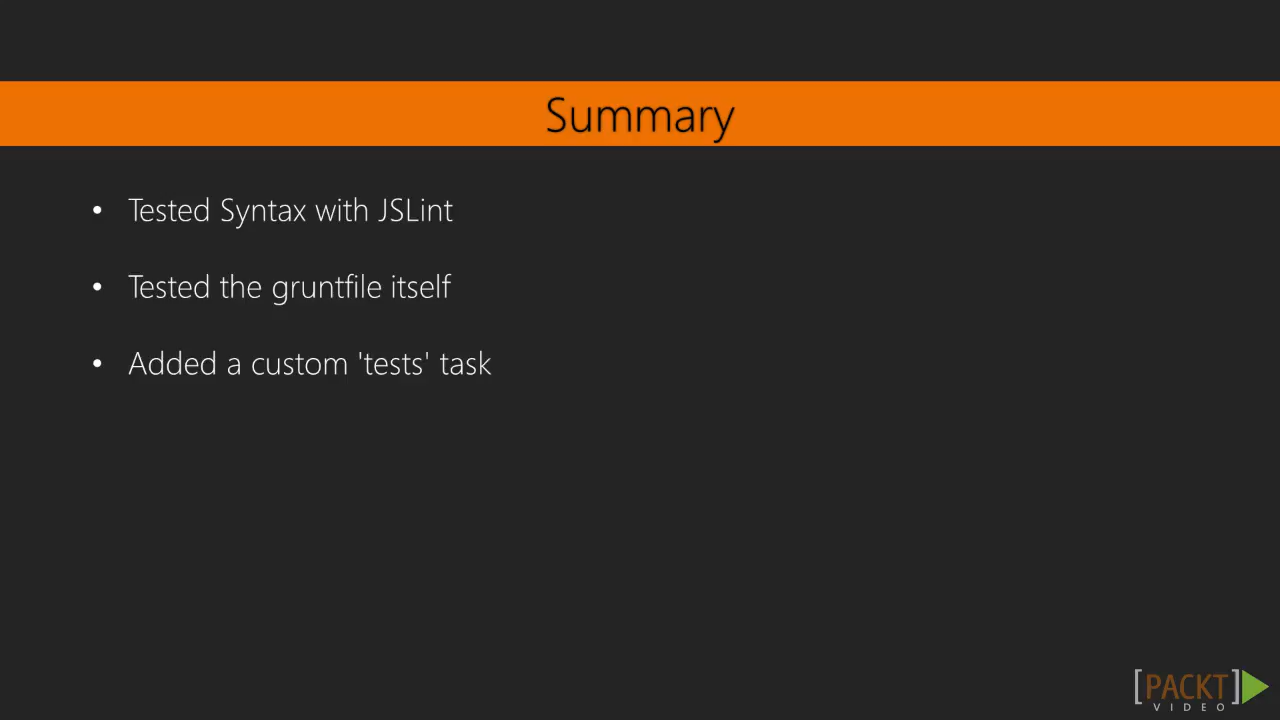 Summary
• Tested Syntax with JSLint
• Tested the gruntfile itself
• Added a custom 'tests' task
[PACKT]
VIDEO